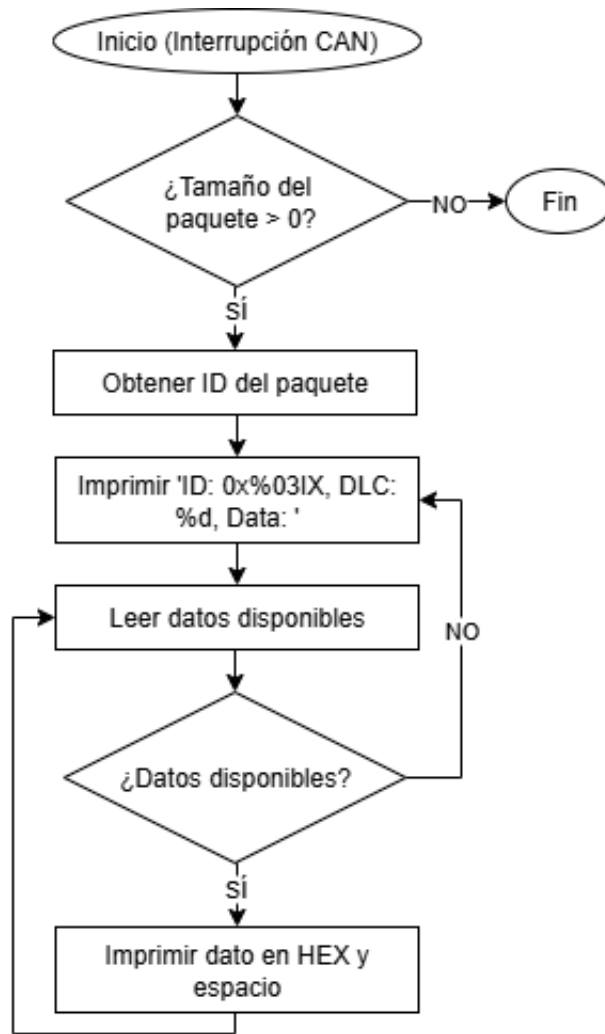 Inicio (Interrupción CAN)
¿Tamaño del
paquete > 0?
NO
Fin
SÍ
Obtener ID del paquete
Imprimir 'ID: 0x%03lX, DLC:
%d, Data: '
Leer datos disponibles
NO
¿Datos disponibles?
SÍ
Imprimir dato en HEX y
espacio